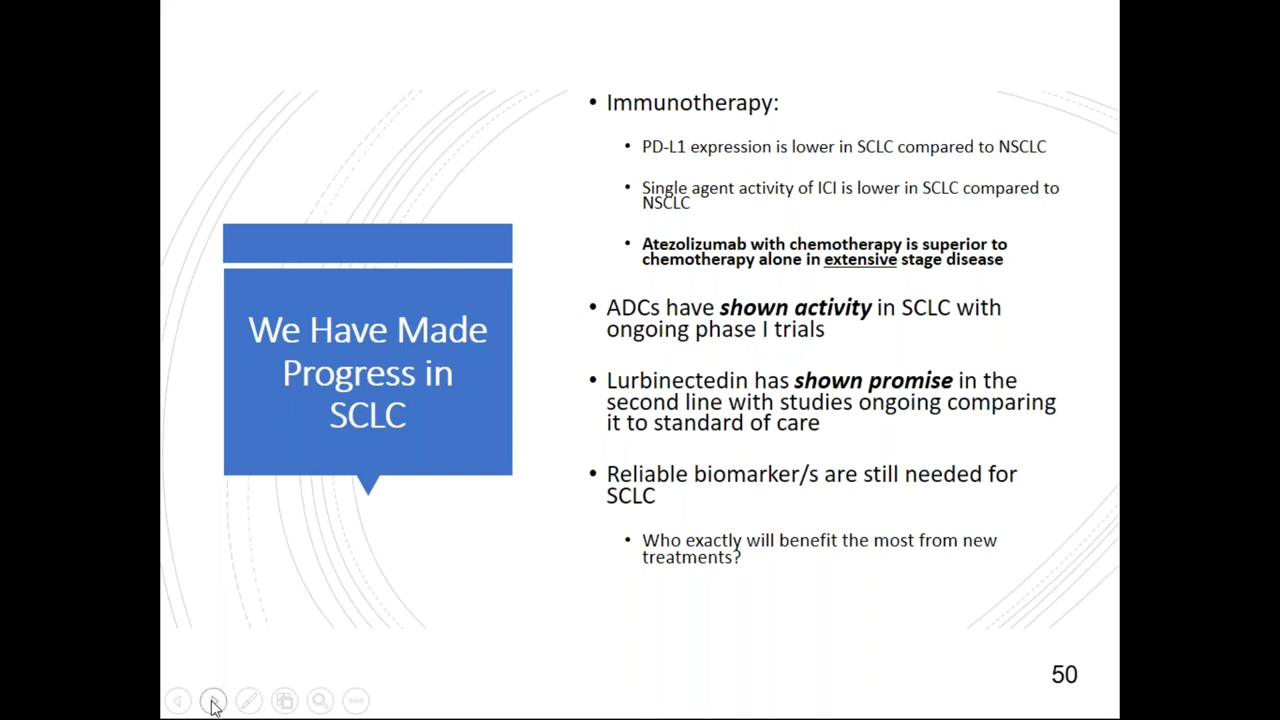 We Have Made
Progress in
SCLC
• Immunotherapy:
• PD-L1 expression is lower in SCLC compared to NSCLC
• Single agent activity of ICI is lower in SCLC compared to
NSCLC
• Atezolizumab with chemotherapy is superior to
chemotherapy alone in extensive stage disease
• ADCs have shown activity in SCLC with
ongoing phase I trials
• Lurbinectedin has shown promise in the
second line with studies ongoing comparing
it to standard of care
• Reliable biomarker/s are still needed for
SCLC
• Who exactly will benefit the most from new
treatments?
50